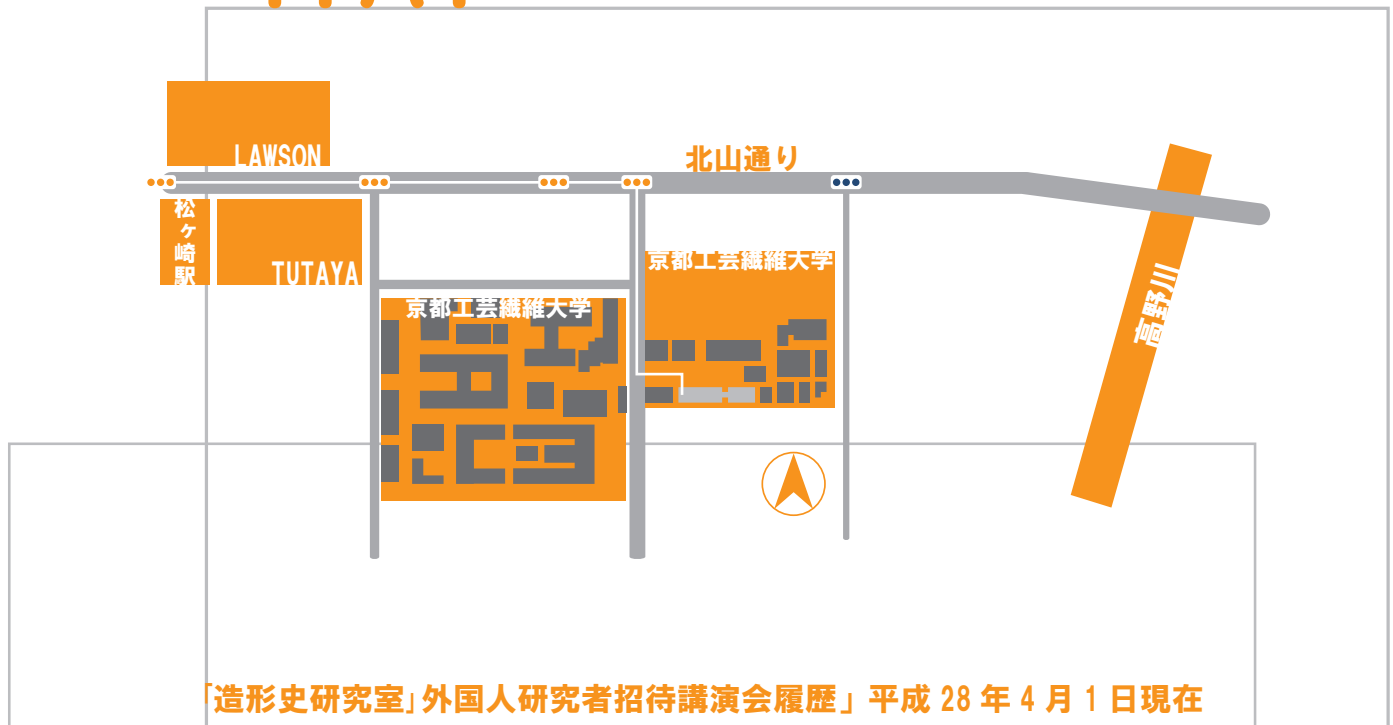 LAWSON
北山通り
松ヶ崎駅
TUTAYA
京都工芸繊維大学
京都工芸繊維大学
高野川
「造形史研究室」外国人研究者招待講演会履歴」平成 28 年 4 月 1 日現在